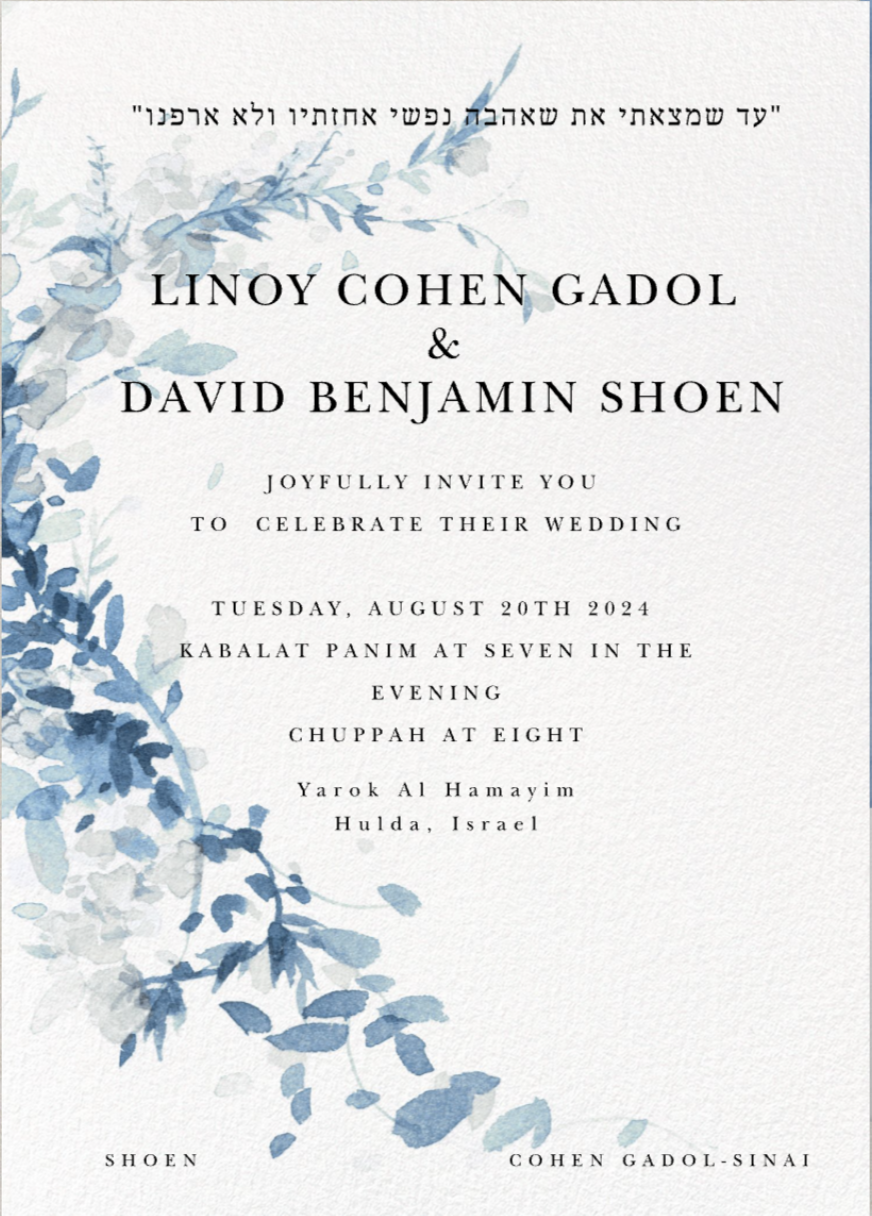 "עד שמצאתי את שאהבה נפשי אחזתיו ולא ארפנו"
LINOY COHEN GADOL
&
DAVID BENJAMIN SHOEN
JOYFULLY INVITE YOU
TO CELEBRATE THEIR WEDDING
TUESDAY, AUGUST 20TH 2024
KABALAT PANIM AT SEVEN IN THE
EVENING
CHUPPAH AT EIGHT
Yarok Al Hamayim
Hulda, Israel
SHOEN COHEN GADOL-SINAI